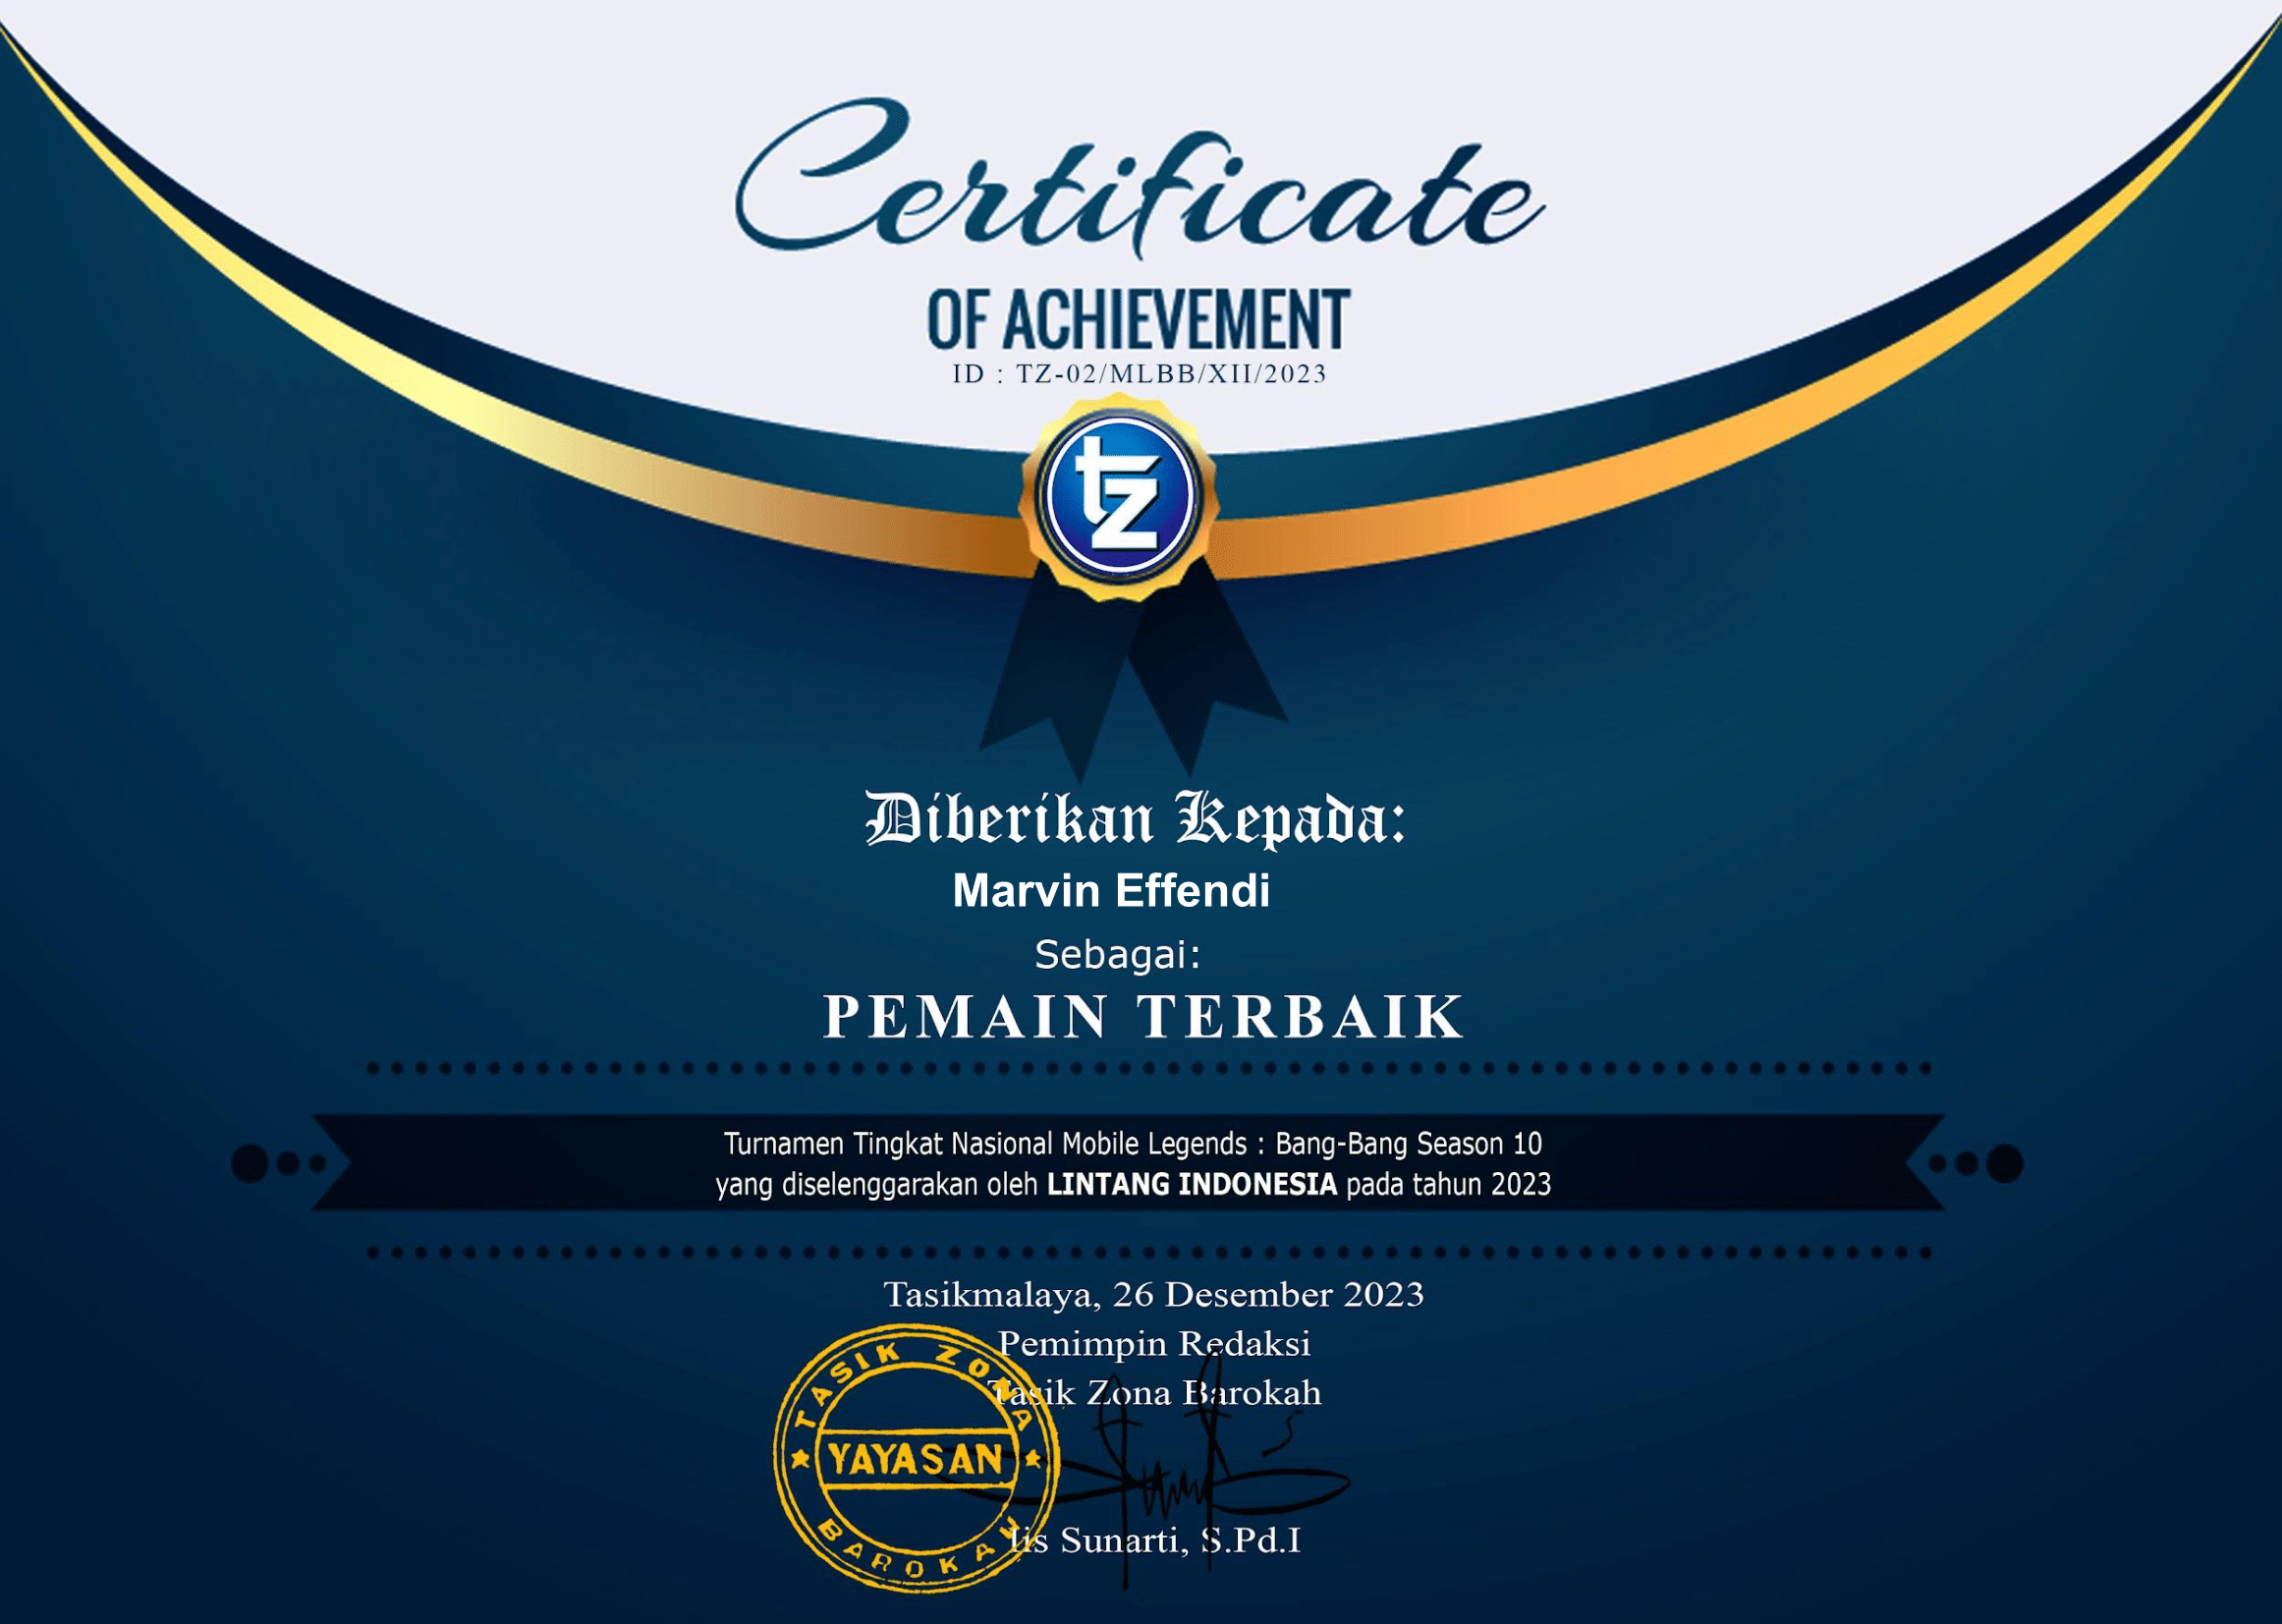 Certificate
OF ACHIEVEMENT
ID : TZ-02/MLBB/XII/2023
tz
Diberikan Kepada:
Marvin Effendi
Sebagai:
PEMAIN TERBAIK
Turnamen Tingkat Nasional Mobile Legends : Bang-Bang Season 10
yang diselenggarakan oleh LINTANG INDONESIA pada tahun 2023
Tasikmalaya, 26 Desember 2023
Pemimpin Redaksi
Tasik Zona Barokah
TASIK ZONA
YAYASAN
BAROKAH
Iis Sunarti, S.Pd.I